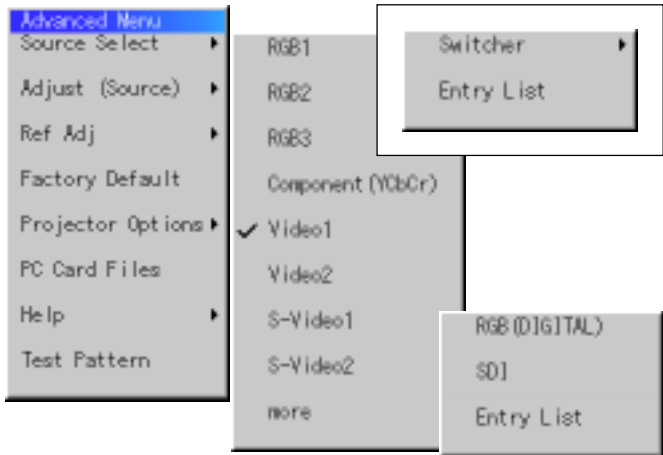 Advanced Menu
Source Select
Adjust (Source)
Ref Adj
Factory Default
Projector Options
PC Card Files
Help
Test Pattern
RGB1
RGB2
RGB3
Component (YCbCr)
Video1
Video2
S-Video1
S-Video2
more
Switcher
Entry List
RGB(DIGITAL)
SDI
Entry List